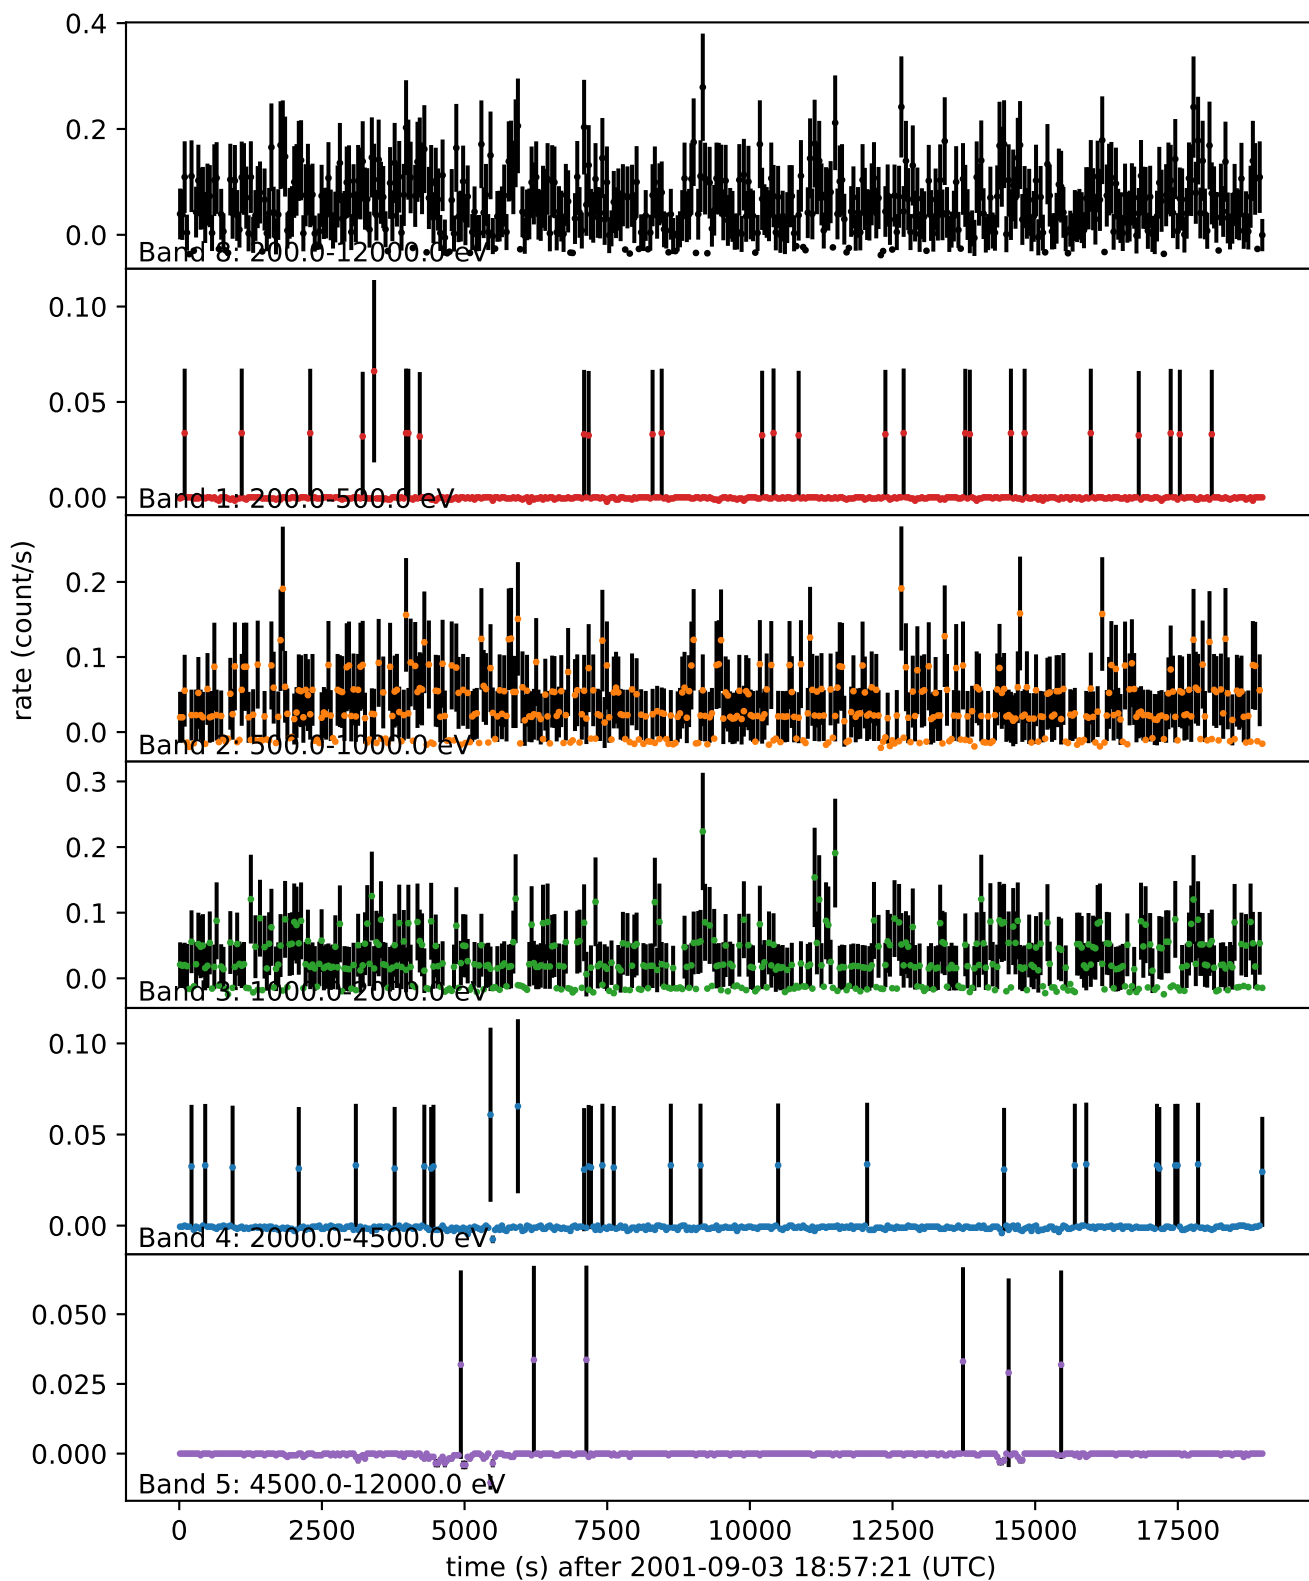 0.4
0.2
0.0
Band 8: 200.0-12000.0 eV
0.10
0.05
0.00
Band 1: 200.0-500.0 eV
rate (count/s)
0.2
0.1
0.0
Band 2: 500.0-1000.0 eV
0.3
0.2
0.1
0.0
Band 3: 1000.0-2000.0 eV
0.10
0.05
0.00
Band 4: 2000.0-4500.0 eV
0.050
0.025
0.000
Band 5: 4500.0-12000.0 eV
0 2500 5000 7500 10000 12500 15000 17500
time (s) after 2001-09-03 18:57:21 (UTC)